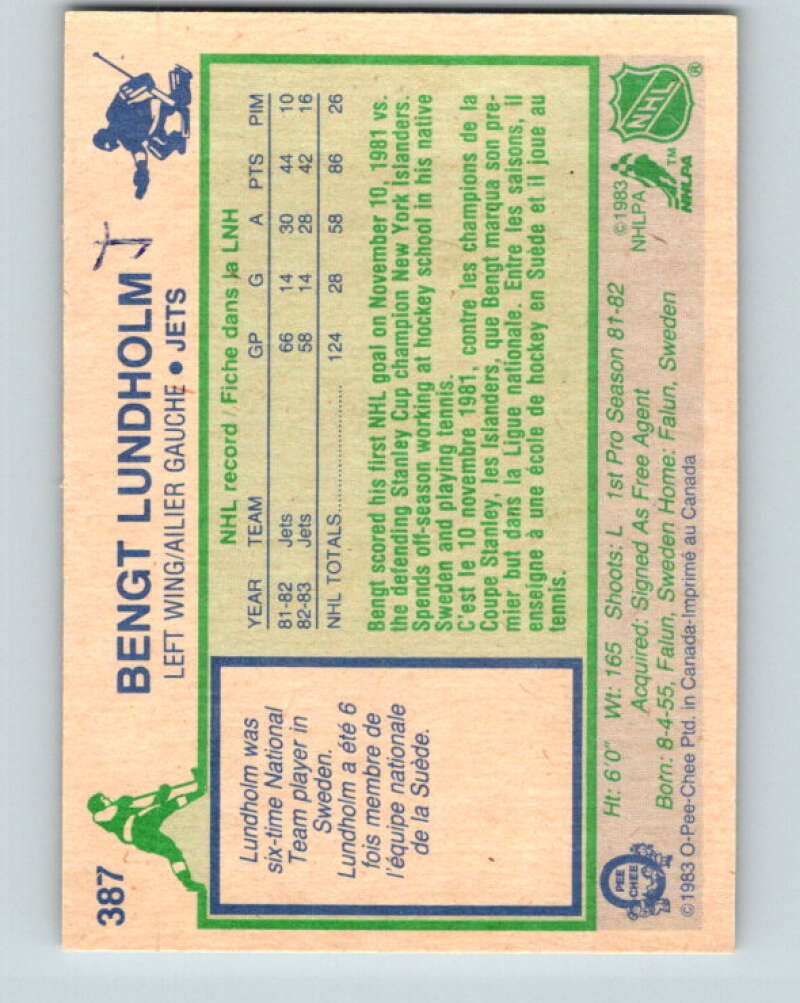 387
BENGT LUNDHOLM J
LEFT WING/AILIER GAUCHE • JETS
Lundholm was
six-time National
Team player in
Sweden.
Lundholm a été 6
fois membre de
l'équipe nationale
de la Suède.
NHL record / Fiche dans la LNH
YEAR TEAM GP G A PTS PIM
81-82 Jets 66 14 30 44 10
82-83 Jets 58 14 28 42 16
NHL TOTALS 124 28 58 86 26
Bengt scored his first NHL goal on November 10, 1981 vs.
the defending Stanley Cup champion New York Islanders.
Spends off-season working at hockey school in his native
Sweden and playing tennis.
C'est le 10 novembre 1981, contre les champions de la
Coupe Stanley, les Islanders, que Bengt marqua son pre-
mier but dans la Ligue nationale. Entre les saisons, il
enseigne à une école de hockey en Suède et il joue au
tennis.
Ht: 6'0" Wt: 165 Shoots: L 1st Pro Season 81-82
Acquired: Signed As Free Agent
Born: 8-4-55, Falun, Sweden Home: Falun, Sweden
©1983 O-Pee-Chee Ptd. in Canada-Imprimé au Canada
O
PEE
CHEE
©1983
NHLPA
NHL
®
NHLPA
TM